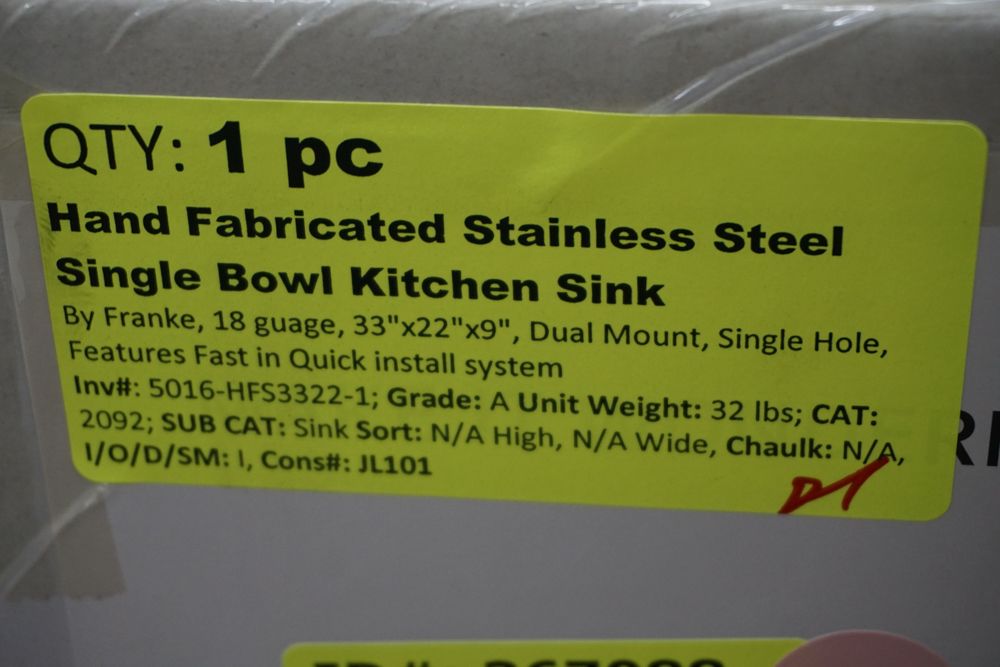 QTY: 1 pc
Hand Fabricated Stainless Steel
Single Bowl Kitchen Sink
By Franke, 18 guage, 33"x22"x9", Dual Mount, Single Hole,
Features Fast in Quick install system
Inv#: 5016-HFS3322-1; Grade: A Unit Weight: 32 lbs; CAT:
2092; SUB CAT: Sink Sort: N/A High, N/A Wide, Chaulk: N/A,
I/O/D/SM: I, Cons#: JL101